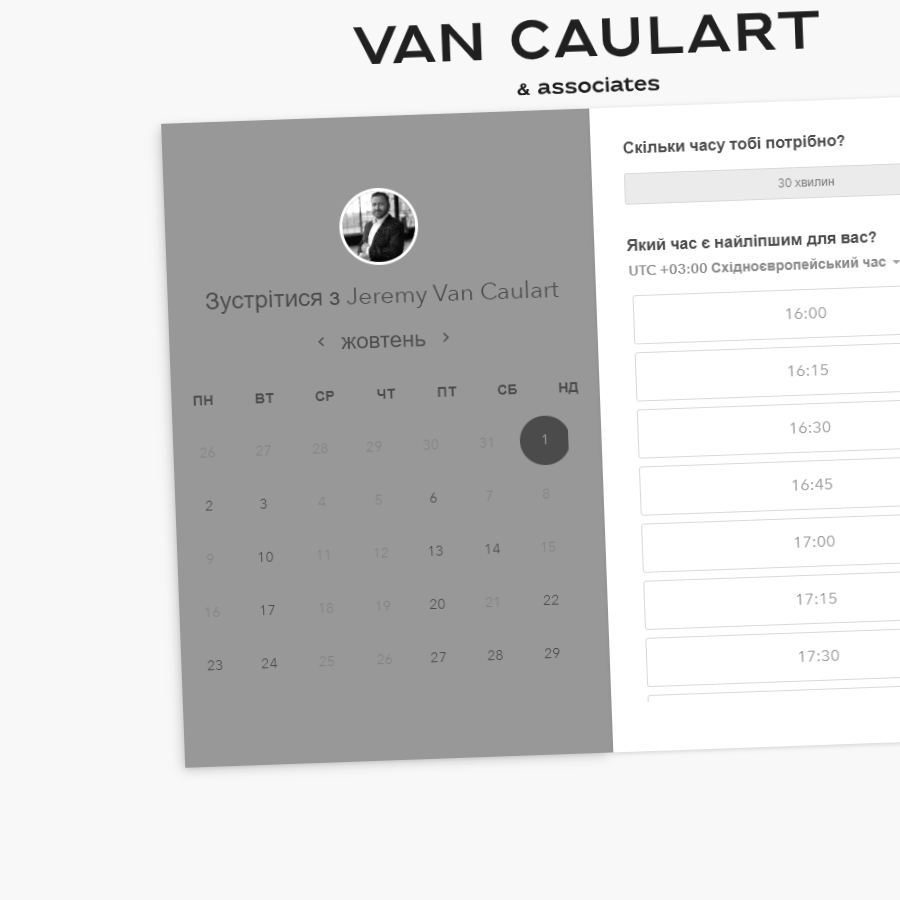 VAN CAULART
& associates
Зустрітися з Jeremy Van Caulart
жовтень
ПН ВТ СР ЧТ ПТ СБ НД
26 27 28 29 30 31 1
2 3 4 5 6 7 8
9 10 11 12 13 14 15
16 17 18 19 20 21 22
23 24 25 26 27 28 29
Скільки часу тобі потрібно?
30 хвилин
Який час є найліпшим для вас?
UTC +03:00 Східноєвропейський час
16:00
16:15
16:30
16:45
17:00
17:15
17:30